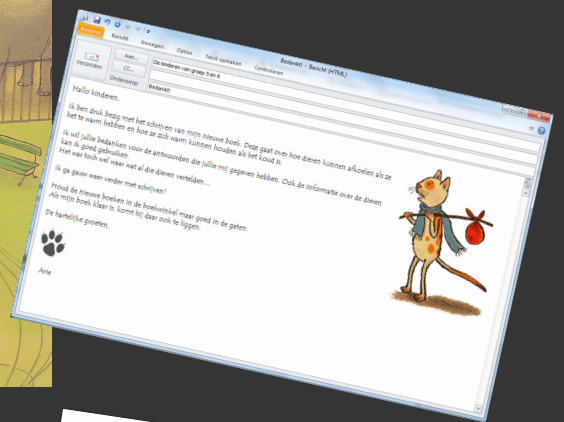 Bedankt - Bericht (HTML)
Bestand Bericht Invoegen Opties Tekst opmaken Controleren
Verzenden
Aan... De kinderen van groep 5 en 6
CC...
Onderwerp: Bedankt!
Hallo kinderen,
Ik ben druk bezig met het schrijven van mijn nieuwe boek. Deze gaat over hoe dieren kunnen afkoelen als ze
het te warm hebben en hoe ze zich warm kunnen houden als het koud is.
Ik wil jullie bedanken voor de antwoorden die jullie mij gegeven hebben. Ook de informatie over de dieren
kan ik goed gebruiken.
Het was toch wel waar wat al die dieren vertelden...
Ik ga gauw weer verder met schrijven!
Houd de nieuwe boeken in de boekwinkel maar goed in de gaten.
Als mijn boek klaar is, komt hij daar ook te liggen.
De hartelijke groeten,
Arie